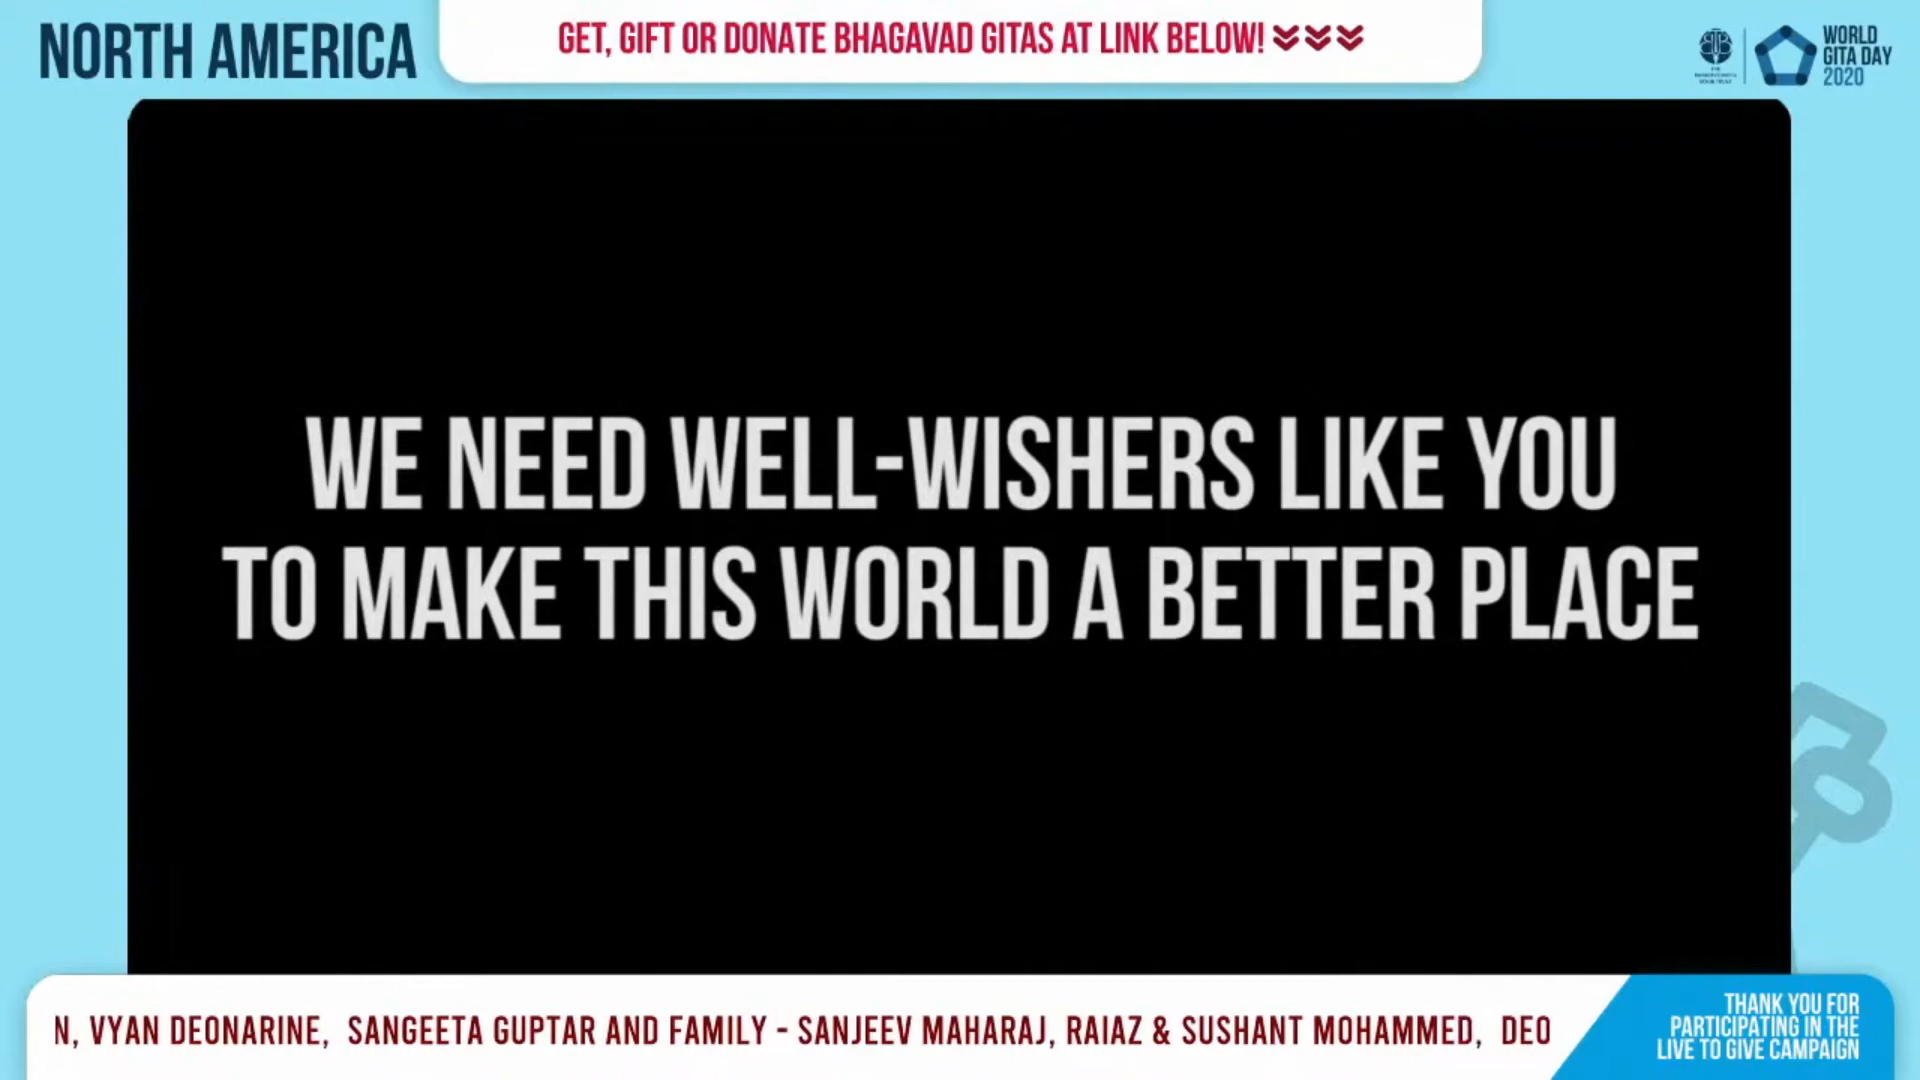 NORTH AMERICA
GET, GIFT OR DONATE BHAGAVAD GITAS AT LINK BELOW!
WORLD
GITA DAY
2020
WE NEED WELL-WISHERS LIKE YOU
TO MAKE THIS WORLD A BETTER PLACE
N, VYAN DEONARINE, SANGEETA GUPTAR AND FAMILY - SANJEEV MAHARAJ, RAIAZ & SUSHANT MOHAMMED, DEO
THANK YOU FOR
PARTICIPATING IN THE
LIVE TO GIVE CAMPAIGN